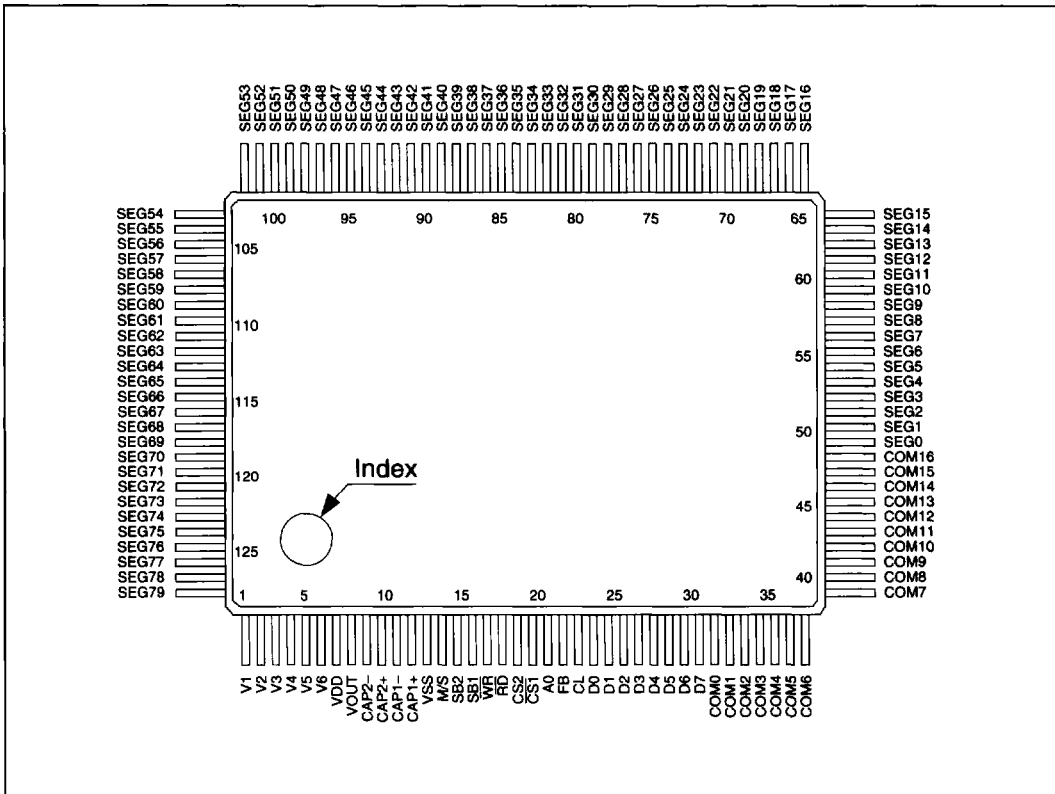 SEG53 SEG52 SEG51 SEG50 SEG49 SEG48 SEG47 SEG46 SEG45 SEG44 SEG43 SEG42 SEG41 SEG40 SEG39 SEG38 SEG37 SEG36 SEG35 SEG34 SEG33 SEG32 SEG31 SEG30 SEG29 SEG28 SEG27 SEG26 SEG25 SEG24 SEG23 SEG22 SEG21 SEG20 SEG19 SEG18 SEG17 SEG16
100 95 90 85 80 75 70 65
SEG54
SEG55
SEG56
SEG57
SEG58
SEG59
SEG60
SEG61
SEG62
SEG63
SEG64
SEG65
SEG66
SEG67
SEG68
SEG69
SEG70
SEG71
SEG72
SEG73
SEG74
SEG75
SEG76
SEG77
SEG78
SEG79
105
110
115
120
125
Index
60
55
50
45
40
SEG15
SEG14
SEG13
SEG12
SEG11
SEG10
SEG9
SEG8
SEG7
SEG6
SEG5
SEG4
SEG3
SEG2
SEG1
SEG0
COM16
COM15
COM14
COM13
COM12
COM11
COM10
COM9
COM8
COM7
1 5 10 15 20 25 30 35
V1 V2 V3 V4 V5 V6 VDD VOUT CAP2− CAP2+ CAP1− CAP1+ VSS M/S SB2 SB1 W̅R̅ R̅D̅ CS2 C̅S̅1̅ A0 FB CL D0 D1 D2 D3 D4 D5 D6 D7 COM0 COM1 COM2 COM3 COM4 COM5 COM6